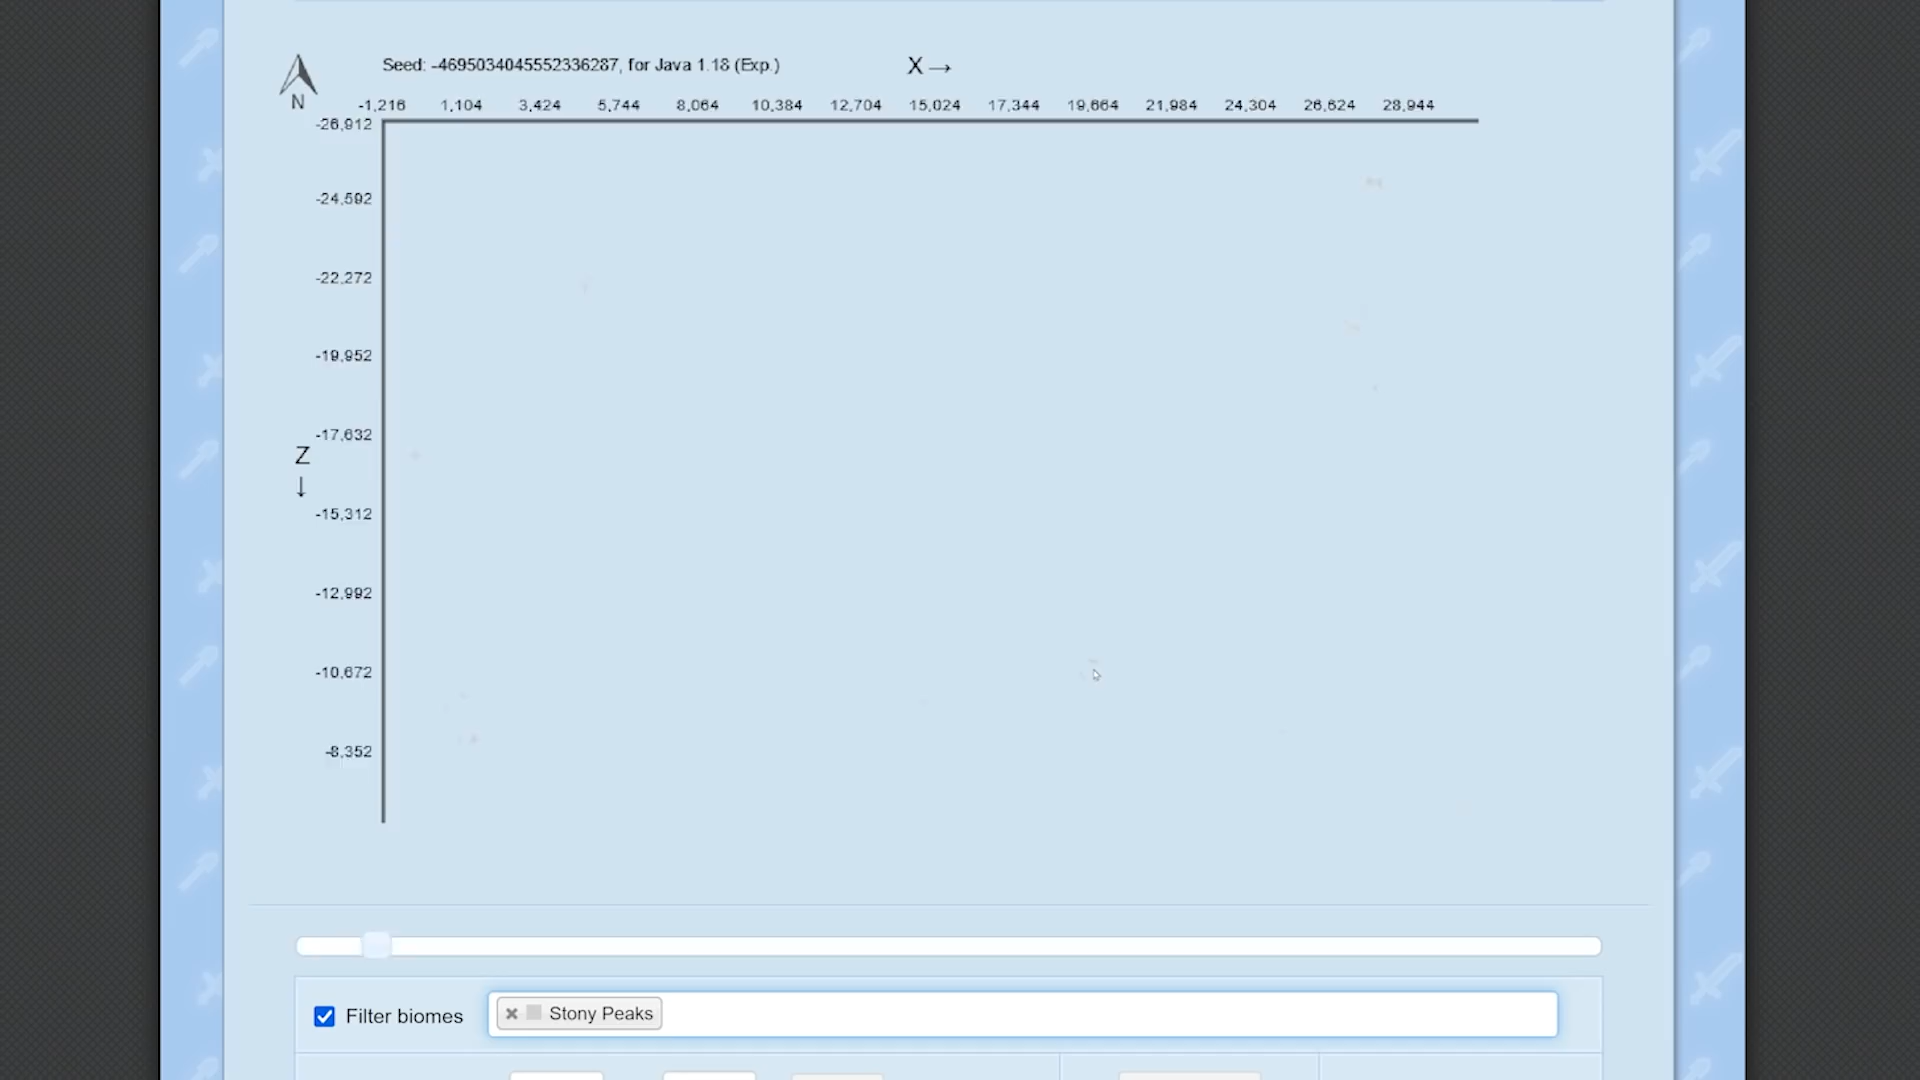 Seed: -4695034045552336287, for Java 1.18 (Exp.)
X →
N
-1,216 1,104 3,424 5,744 8,064 10,384 12,704 15,024 17,344 19,664 21,984 24,304 26,624 28,944
-26,912
-24,592
-22,272
-19,952
-17,632
Z
↓
-15,312
-12,992
-10,672
-8,352
Filter biomes
Stony Peaks